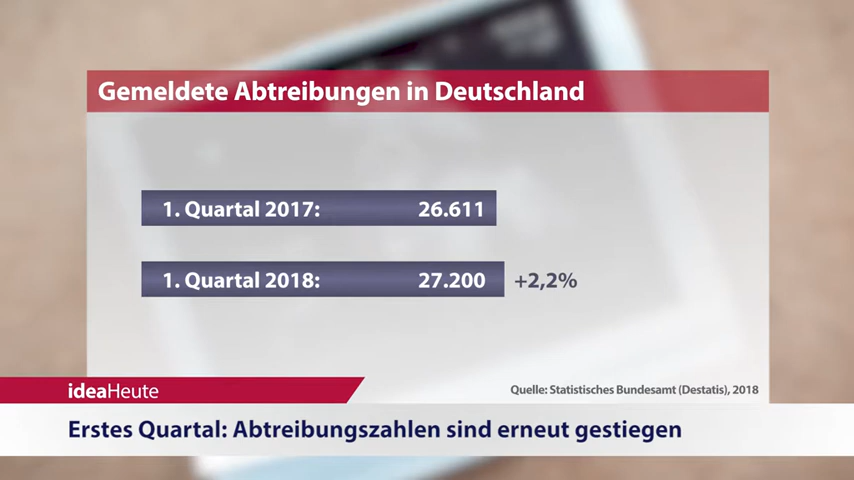 Gemeldete Abtreibungen in Deutschland
1. Quartal 2017: 26.611
1. Quartal 2018: 27.200 +2,2%
Quelle: Statistisches Bundesamt (Destatis), 2018
ideaHeute
Erstes Quartal: Abtreibungszahlen sind erneut gestiegen